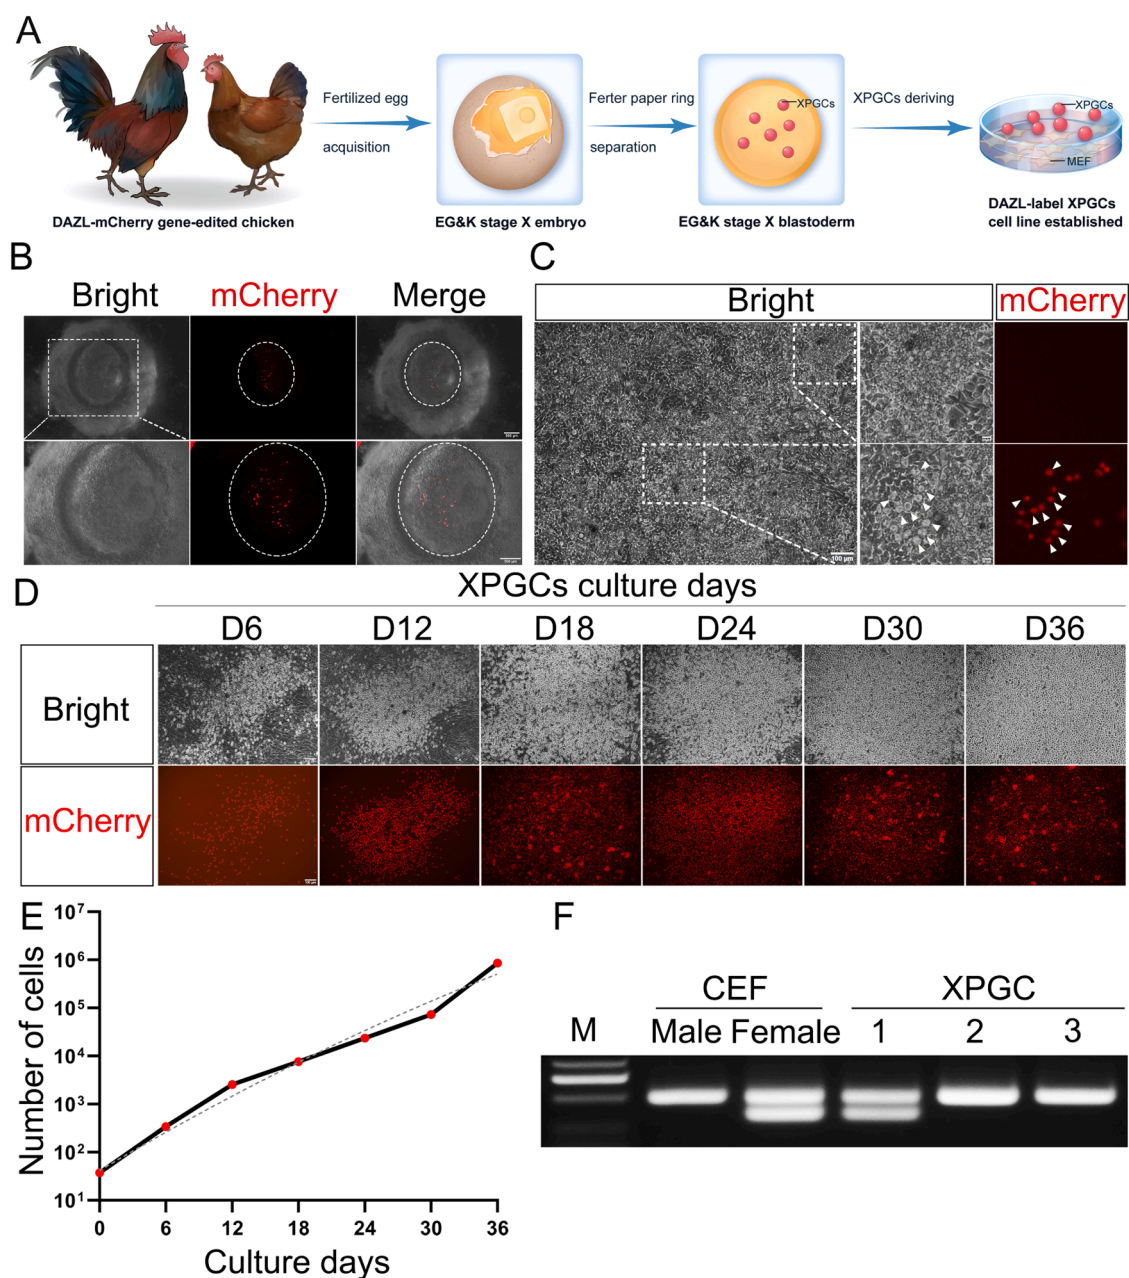 A
Fertilized egg
acquisition
Ferter paper ring
separation
XPGCs
XPGCs deriving
XPGCs
MEF
DAZL-mCherry gene-edited chicken
EG&K stage X embryo
EG&K stage X blastoderm
DAZL-label XPGCs
cell line established
B
Bright
mCherry
Merge
C
Bright
mCherry
100 μm
D
XPGCs culture days
D6
D12
D18
D24
D30
D36
Bright
mCherry
100 μm
E
Number of cells
10⁷
10⁶
10⁵
10⁴
10³
10²
10¹
0
6
12
18
24
30
36
Culture days
F
CEF
XPGC
M
Male
Female
1
2
3